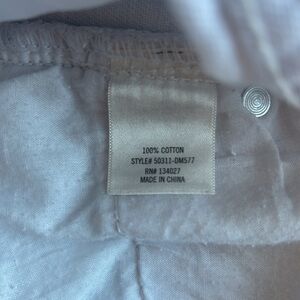 100% COTTON
STYLE# 50311-DM577
RN# 134027
MADE IN CHINA